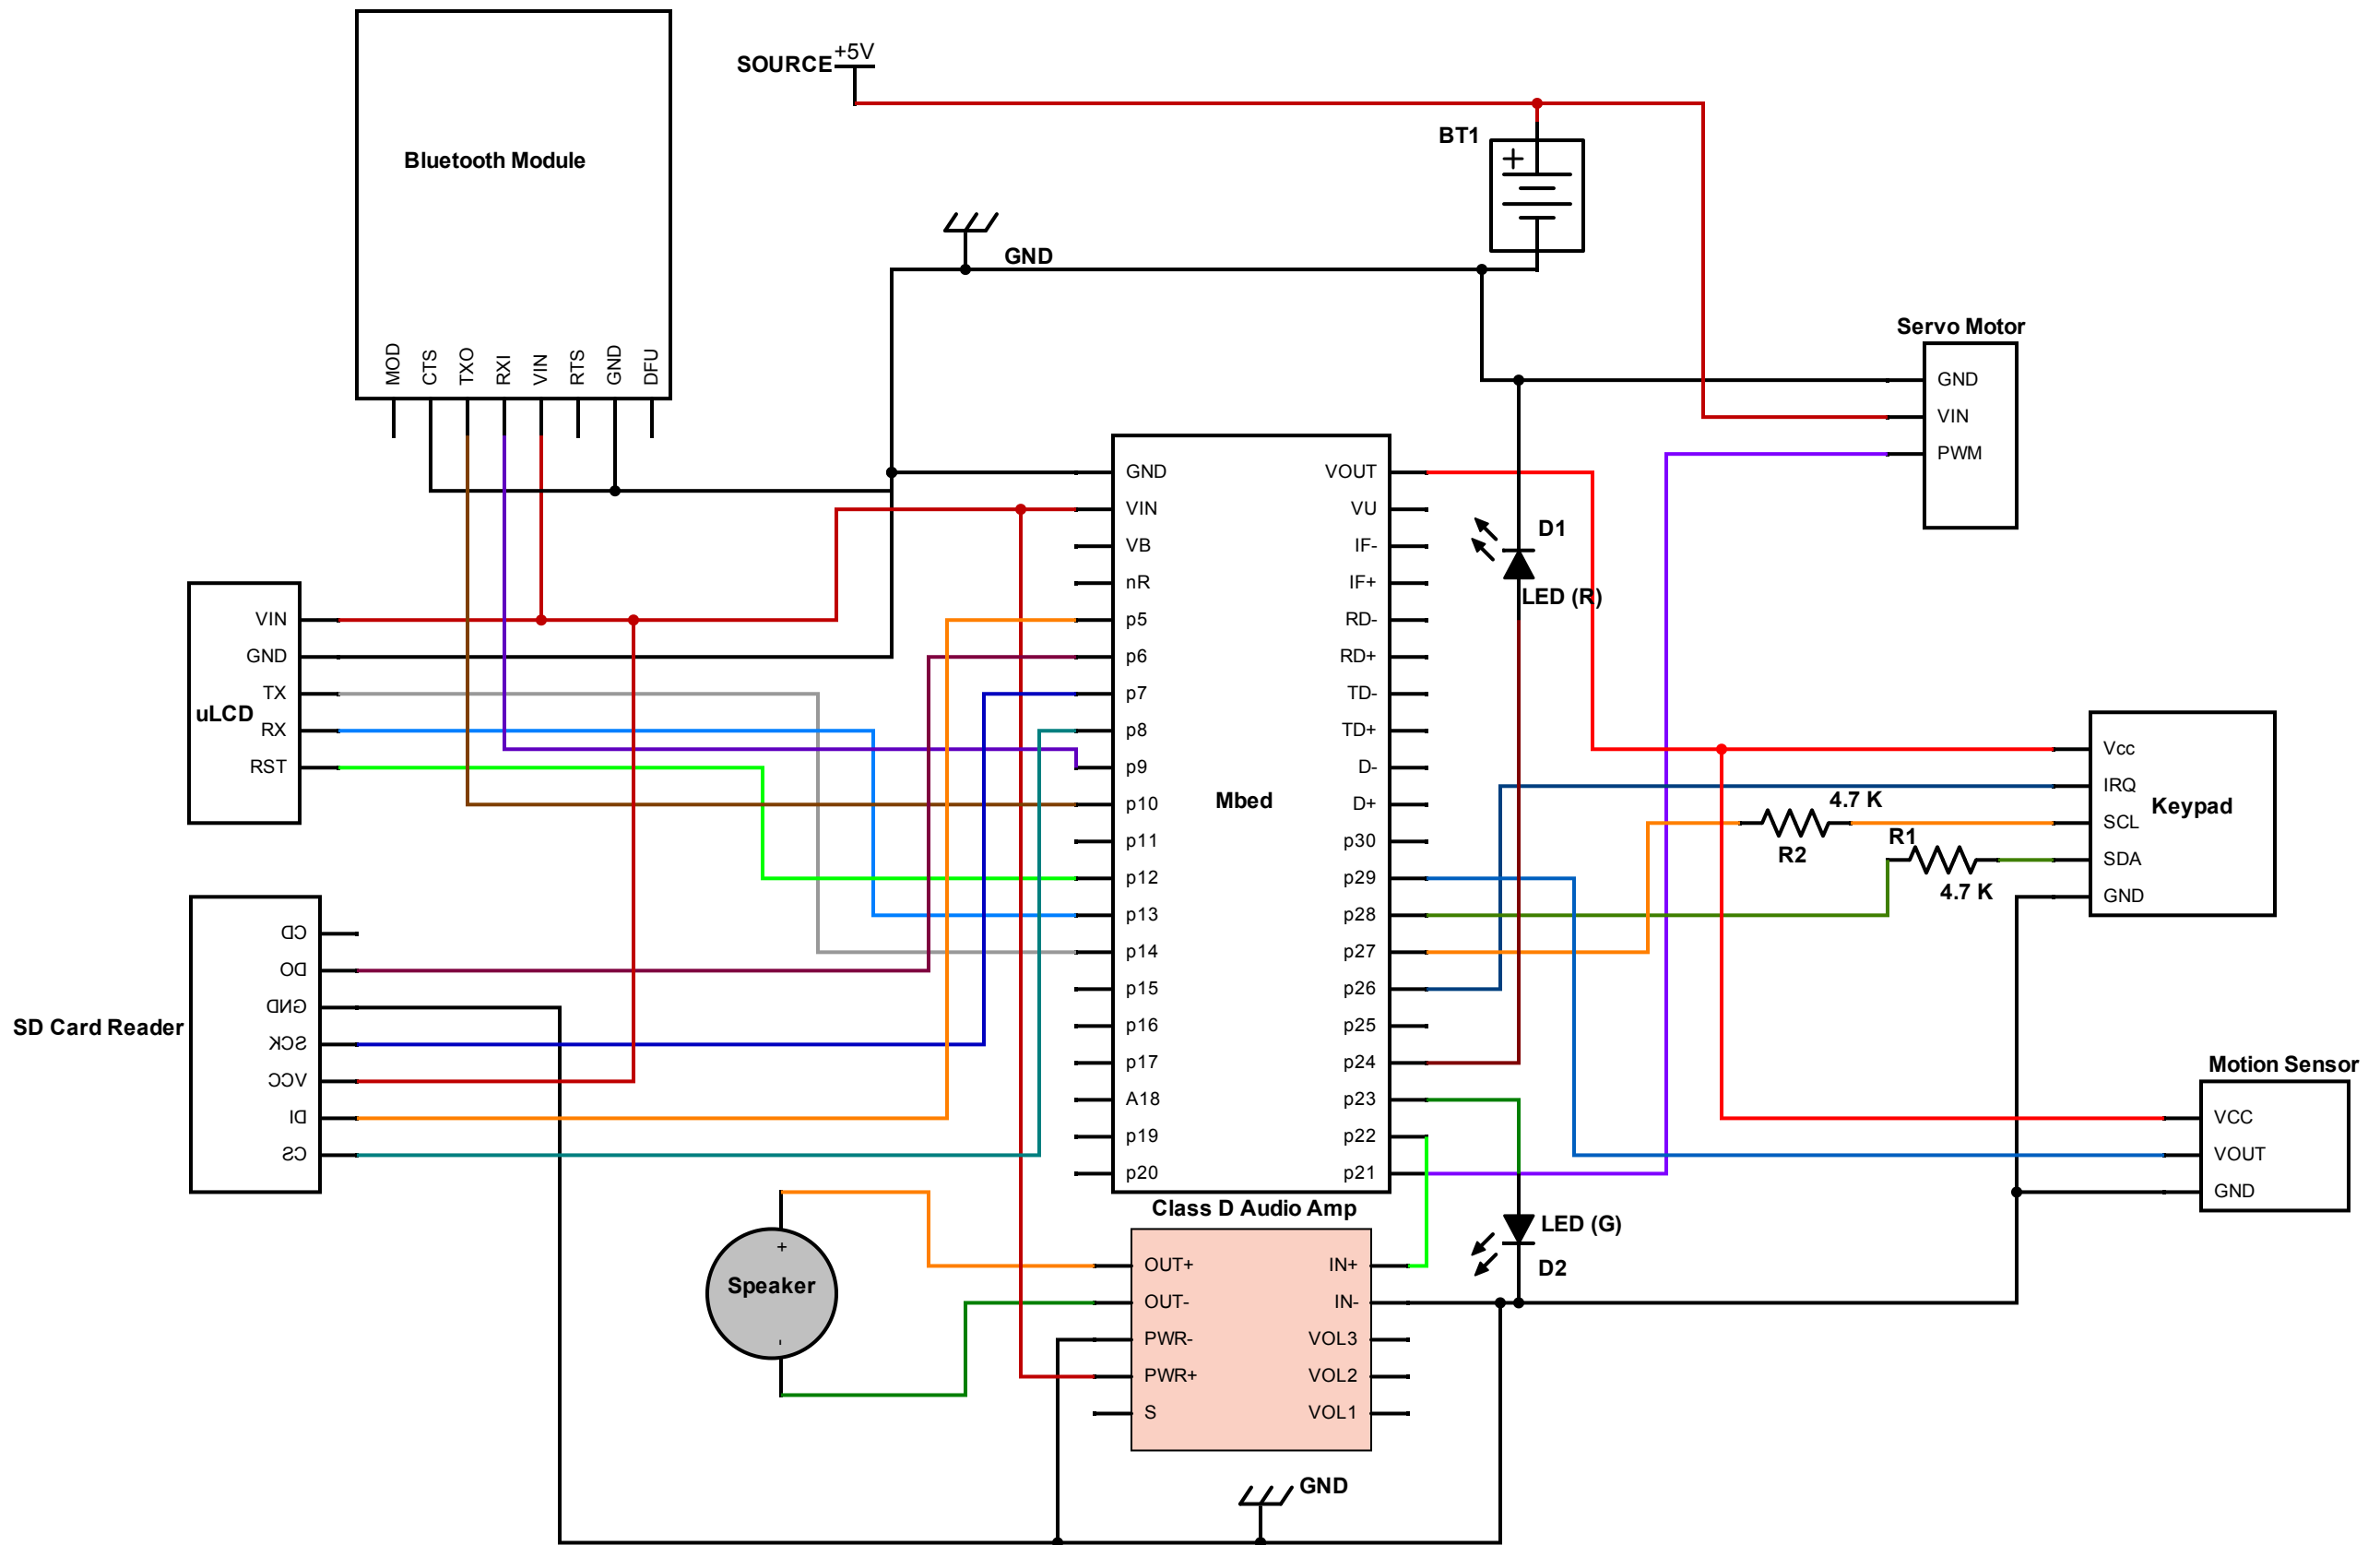 +5V
SOURCE
BT1
+
Bluetooth Module
GND
MOD
CTS
TXO
RXI
VIN
RTS
GND
DFU
Servo Motor
GND
VIN
PWM
GND
VIN
VB
nR
p5
p6
p7
p8
p9
p10
p11
p12
p13
p14
p15
p16
p17
A18
p19
p20
Mbed
VOUT
VU
IF-
IF+
RD-
RD+
TD-
TD+
D-
D+
p30
p29
p28
p27
p26
p25
p24
p23
p22
p21
D1
LED (R)
VIN
GND
TX
uLCD
RX
RST
4.7 K
R2
R1
4.7 K
Vcc
IRQ
Keypad
SCL
SDA
GND
SD Card Reader
CD
DO
GND
SCK
VCC
DI
CS
Motion Sensor
VCC
VOUT
GND
Class D Audio Amp
OUT+
OUT-
PWR-
PWR+
S
IN+
IN-
VOL3
VOL2
VOL1
LED (G)
D2
+
Speaker
-
GND